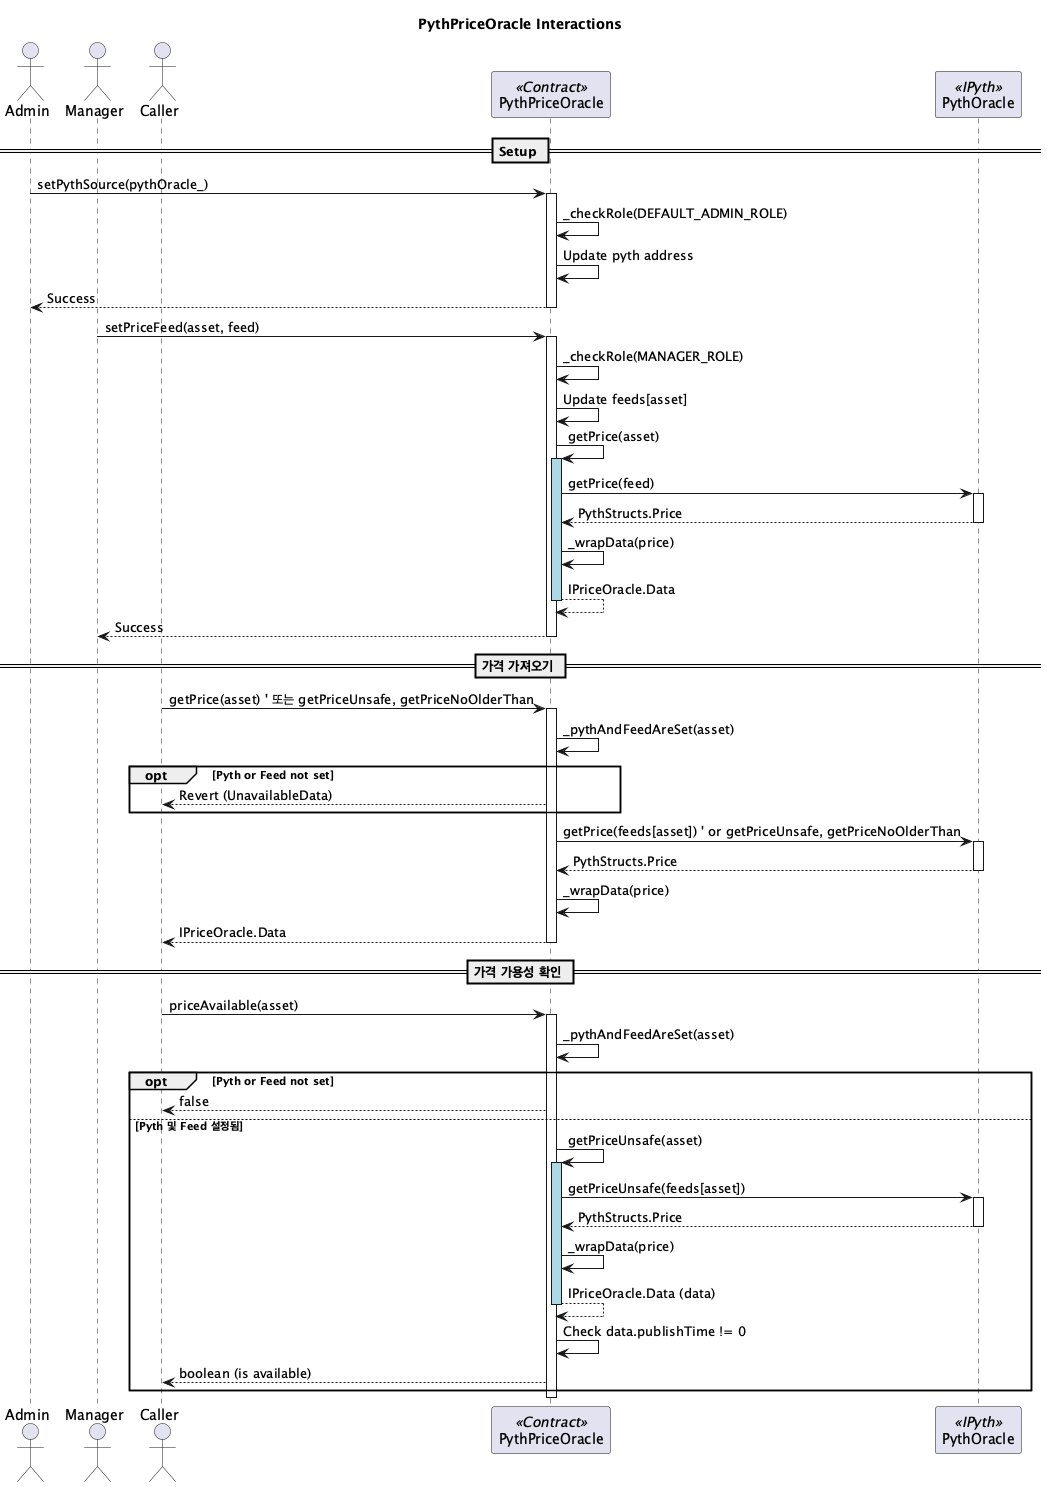 PythPriceOracle Interactions
Admin
Manager
Caller
«Contract»
PythPriceOracle
«IPyth»
PythOracle
Setup
setPythSource(pythOracle_)
_checkRole(DEFAULT_ADMIN_ROLE)
Update pyth address
Success
setPriceFeed(asset, feed)
_checkRole(MANAGER_ROLE)
Update feeds[asset]
getPrice(asset)
getPrice(feed)
PythStructs.Price
_wrapData(price)
IPriceOracle.Data
Success
가격 가져오기
getPrice(asset) ' 또는 getPriceUnsafe, getPriceNoOlderThan
_pythAndFeedAreSet(asset)
opt [Pyth or Feed not set]
Revert (UnavailableData)
getPrice(feeds[asset]) ' or getPriceUnsafe, getPriceNoOlderThan
PythStructs.Price
_wrapData(price)
IPriceOracle.Data
가격 가용성 확인
priceAvailable(asset)
_pythAndFeedAreSet(asset)
opt [Pyth or Feed not set]
false
[Pyth 및 Feed 설정됨]
getPriceUnsafe(asset)
getPriceUnsafe(feeds[asset])
PythStructs.Price
_wrapData(price)
IPriceOracle.Data (data)
Check data.publishTime != 0
boolean (is available)
Admin
Manager
Caller
«Contract»
PythPriceOracle
«IPyth»
PythOracle